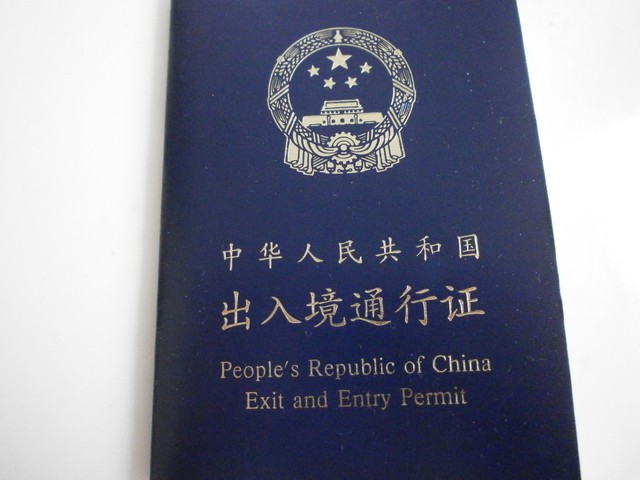 中华人民共和国
出入境通行证
People's Republic of China
Exit and Entry Permit